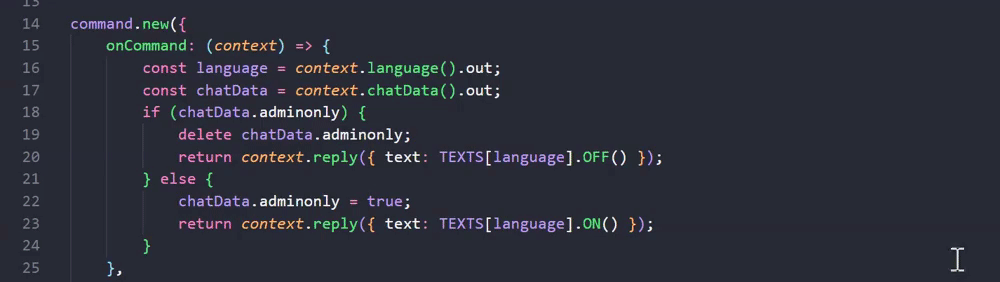 13
14 command.new({
15     onCommand: (context) => {
16         const language = context.language().out;
17         const chatData = context.chatData().out;
18         if (chatData.adminonly) {
19             delete chatData.adminonly;
20             return context.reply({ text: TEXTS[language].OFF() });
21         } else {
22             chatData.adminonly = true;
23             return context.reply({ text: TEXTS[language].ON() });
24         }
25     },